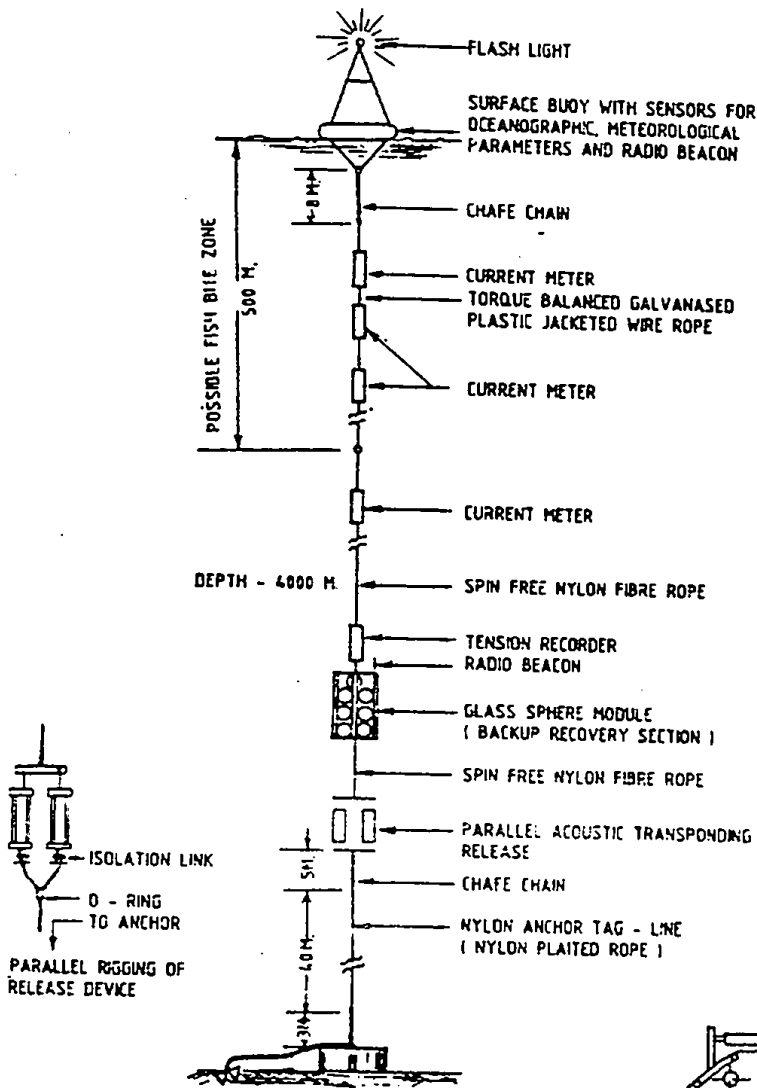 FLASH LIGHT
SURFACE BUOY WITH SENSORS FOR
OCEANOGRAPHIC, METEOROLOGICAL
PARAMETERS AND RADIO BEACON
8 M.
CHAFE CHAIN
POSSIBLE FISH BITE ZONE
500 M.
CURRENT METER
TORQUE BALANCED GALVANASED
PLASTIC JACKETED WIRE ROPE
CURRENT METER
CURRENT METER
DEPTH - 4000 M.
SPIN FREE NYLON FIBRE ROPE
TENSION RECORDER
RADIO BEACON
GLASS SPHERE MODULE
( BACKUP RECOVERY SECTION )
SPIN FREE NYLON FIBRE ROPE
PARALLEL ACOUSTIC TRANSPONDING
RELEASE
5M.
CHAFE CHAIN
NYLON ANCHOR TAG - LINE
( NYLON PLAITED ROPE )
40M.
ISOLATION LINK
D - RING
TO ANCHOR
PARALLEL RIGGING OF
RELEASE DEVICE